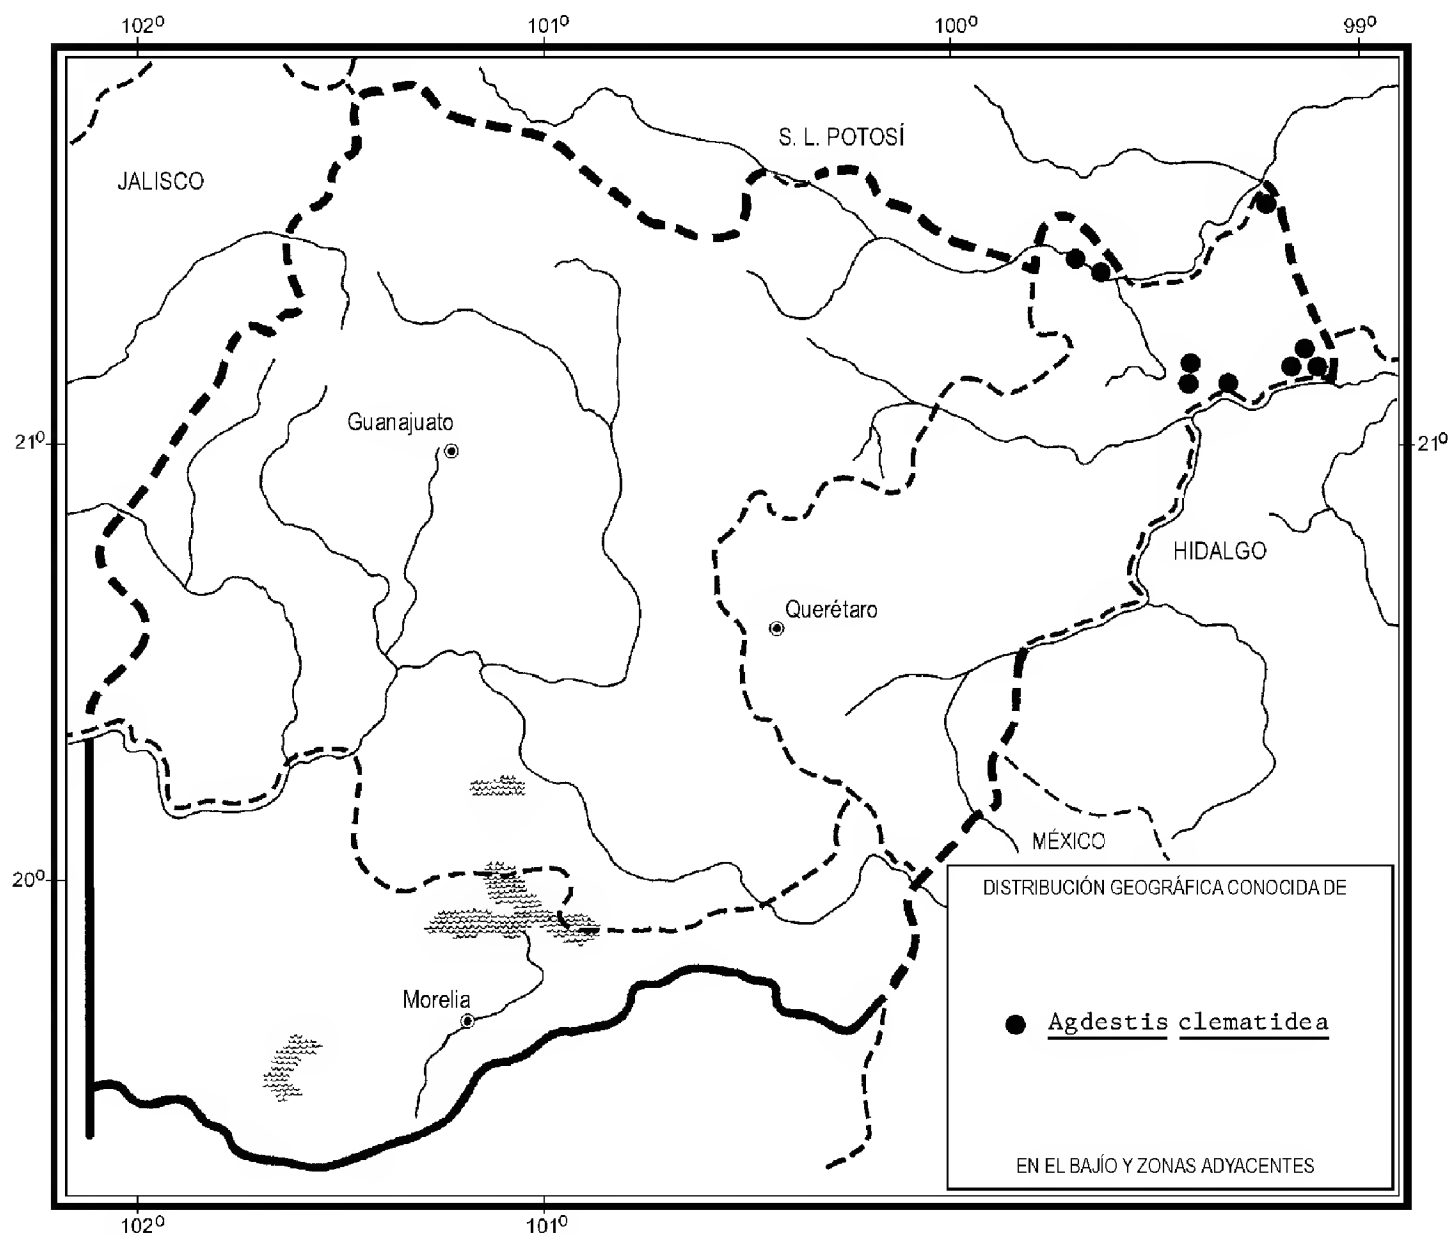 102º 101º 100º 99º
S. L. POTOSÍ
JALISCO
Guanajuato
21º 21º
HIDALGO
Querétaro
MÉXICO
20º
DISTRIBUCIÓN GEOGRÁFICA CONOCIDA DE
Morelia
Agdestis clematidea
EN EL BAJÍO Y ZONAS ADYACENTES
102º 101º